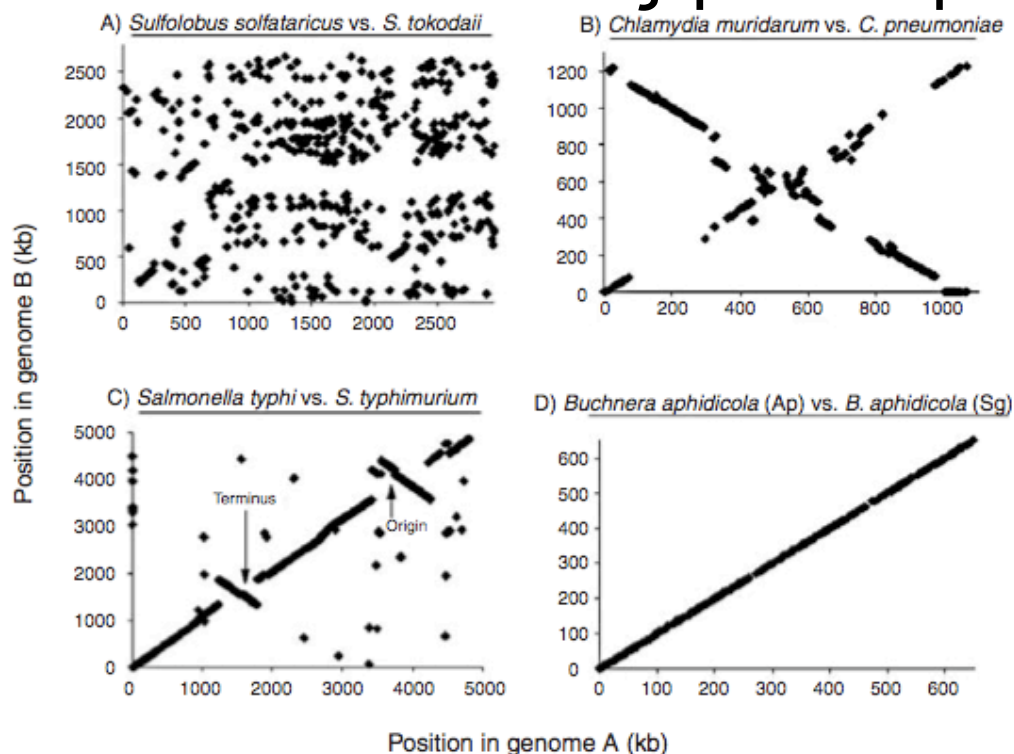 A) Sulfolobus solfataricus vs. S. tokodaii
B) Chlamydia muridarum vs. C. pneumoniae
2500
2000
1500
1000
500
0
0 500 1000 1500 2000 2500
1200
1000
800
600
400
200
0
0 200 400 600 800 1000
Position in genome B (kb)
C) Salmonella typhi vs. S. typhimurium
D) Buchnera aphidicola (Ap) vs. B. aphidicola (Sg)
5000
4000
3000
2000
1000
0
Terminus
Origin
0 1000 2000 3000 4000 5000
600
500
400
300
200
100
0
0 100 200 300 400 500 600
Position in genome A (kb)